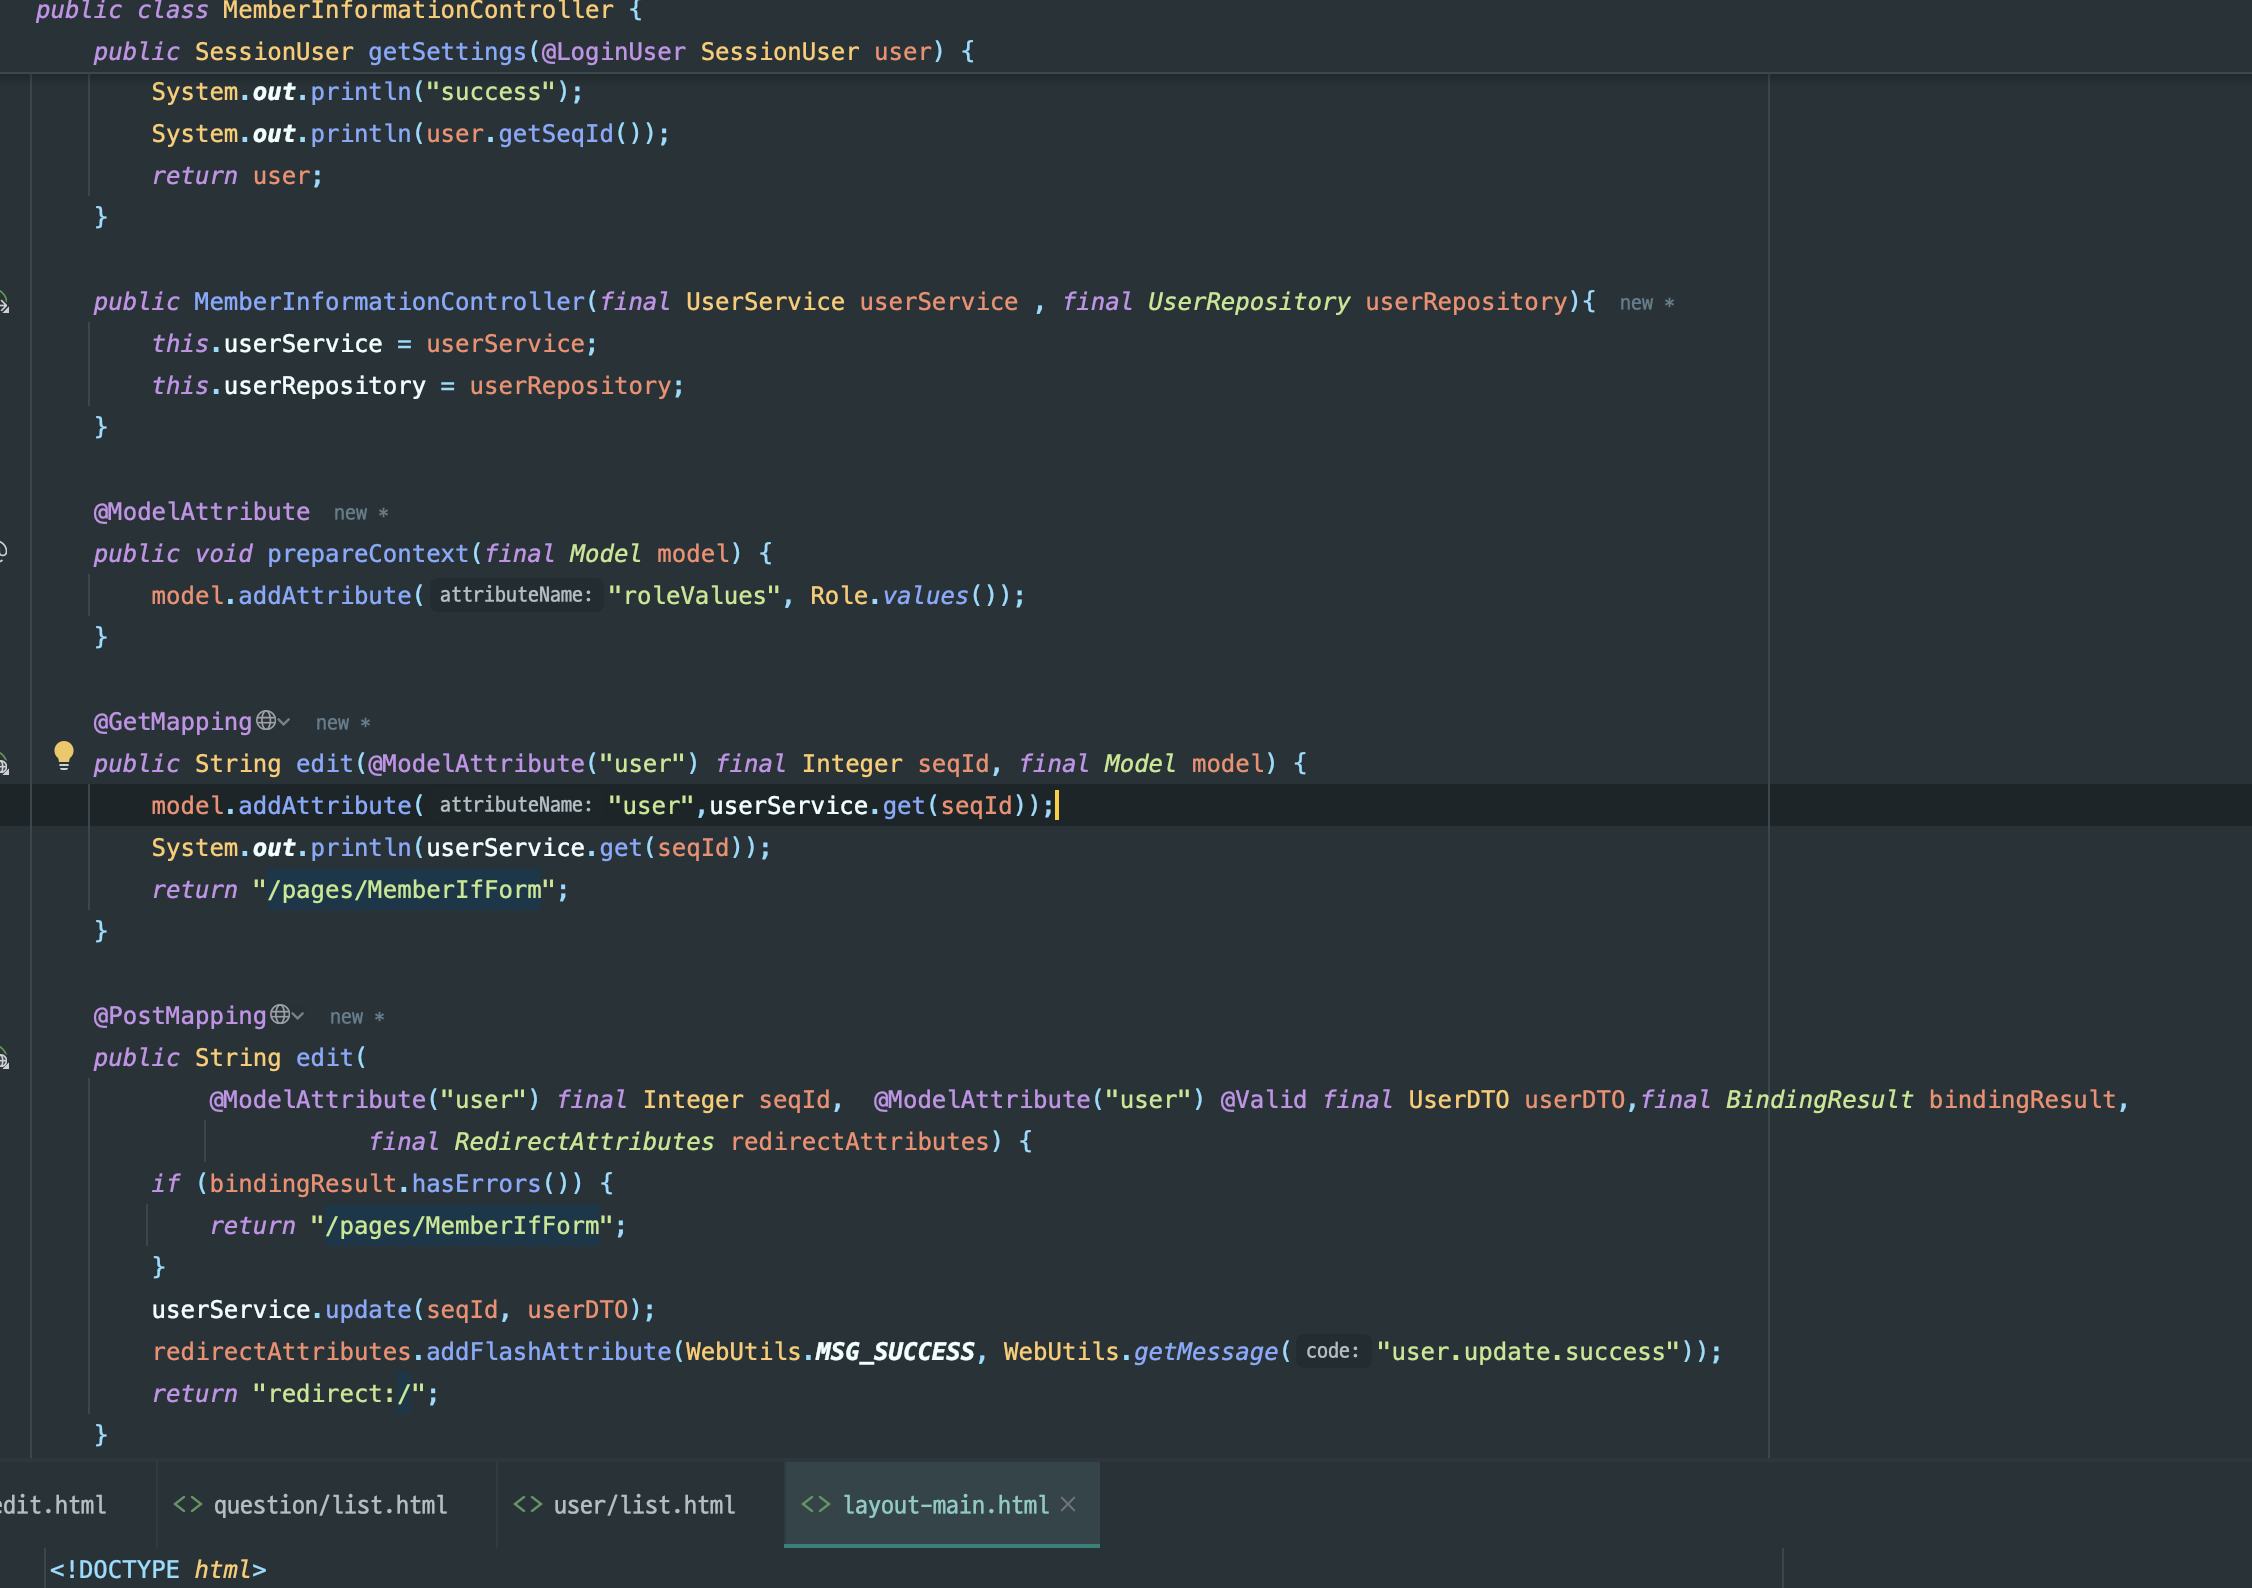 public class MemberInformationController {
public SessionUser getSettings(@LoginUser SessionUser user) {
System.out.println("success");
System.out.println(user.getSeqId());
return user;
}
public MemberInformationController(final UserService userService , final UserRepository userRepository){ new *
this.userService = userService;
this.userRepository = userRepository;
}
@ModelAttribute new *
public void prepareContext(final Model model) {
model.addAttribute( attributeName: "roleValues", Role.values());
}
@GetMapping new *
public String edit(@ModelAttribute("user") final Integer seqId, final Model model) {
model.addAttribute( attributeName: "user",userService.get(seqId));
System.out.println(userService.get(seqId));
return "/pages/MemberIfForm";
}
@PostMapping new *
public String edit(
@ModelAttribute("user") final Integer seqId, @ModelAttribute("user") @Valid final UserDTO userDTO,final BindingResult bindingResult,
final RedirectAttributes redirectAttributes) {
if (bindingResult.hasErrors()) {
return "/pages/MemberIfForm";
}
userService.update(seqId, userDTO);
redirectAttributes.addFlashAttribute(WebUtils.MSG_SUCCESS, WebUtils.getMessage( code: "user.update.success"));
return "redirect:/";
}
edit.html <> question/list.html <> user/list.html <> layout-main.html ×
<!DOCTYPE html>